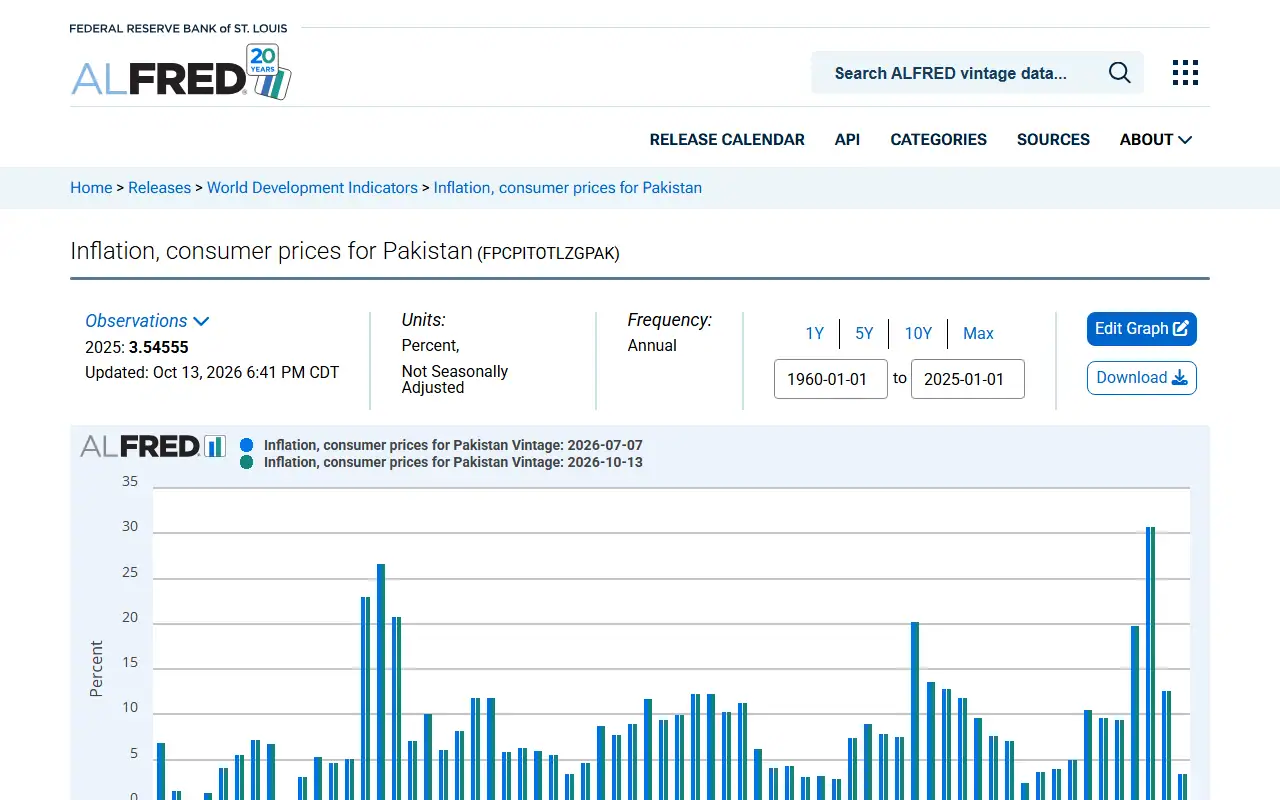 FEDERAL RESERVE BANK of ST. LOUIS
ALFRED
20 YEARS
Search ALFRED vintage data...
RELEASE CALENDAR API CATEGORIES SOURCES ABOUT
Home > Releases > World Development Indicators > Inflation, consumer prices for Pakistan
Inflation, consumer prices for Pakistan (FPCPITOTLZGPAK)
Observations
2025: 3.54555
Updated: Oct 13, 2026 6:41 PM CDT
Units:
Percent,
Not Seasonally
Adjusted
Frequency:
Annual
1Y 5Y 10Y Max
1960-01-01 to 2025-01-01
Edit Graph
Download
ALFRED
Inflation, consumer prices for Pakistan Vintage: 2026-07-07
Inflation, consumer prices for Pakistan Vintage: 2026-10-13
35
30
25
20
15
10
5
0
Percent